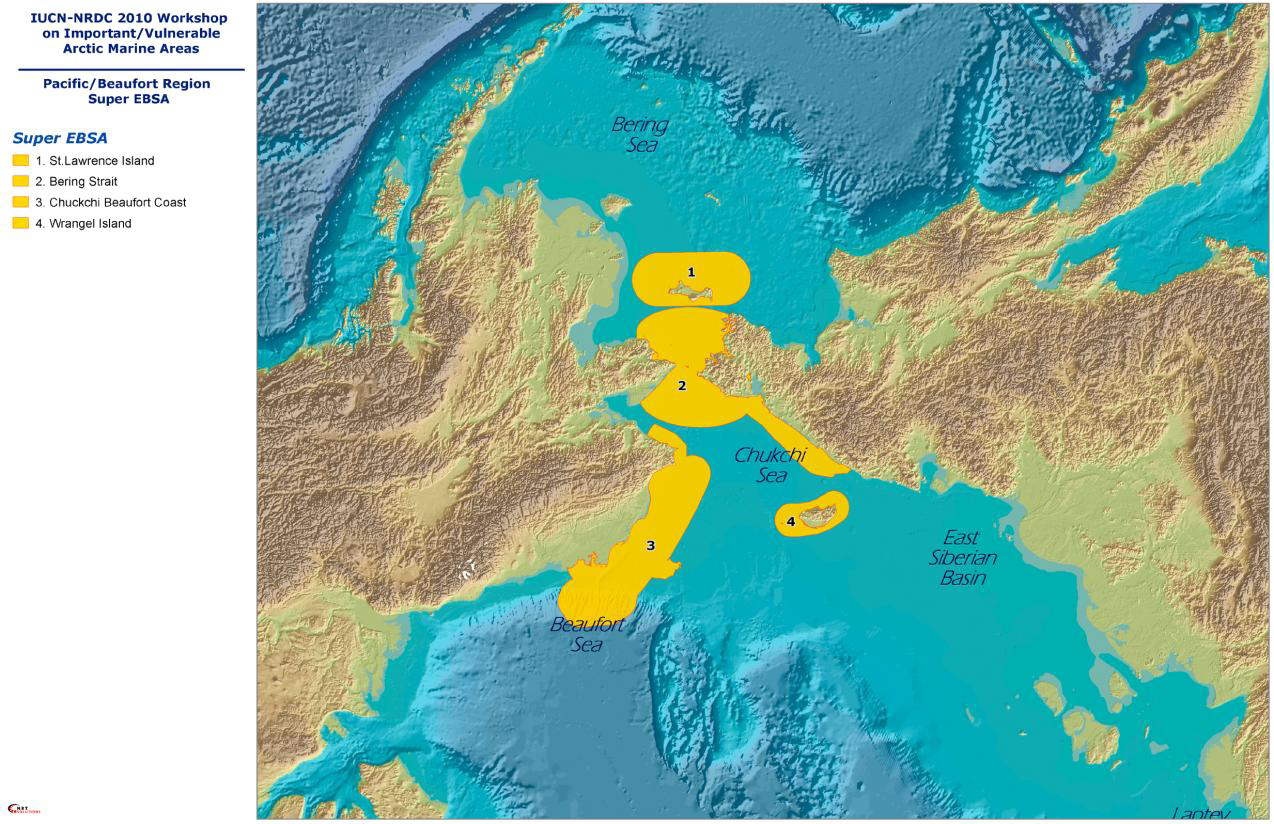 IUCN-NRDC 2010 Workshop
on Important/Vulnerable
Arctic Marine Areas
Pacific/Beaufort Region
Super EBSA
Super EBSA
1. St.Lawrence Island
2. Bering Strait
3. Chuckchi Beaufort Coast
4. Wrangel Island
Bering
Sea
1
2
Chukchi
Sea
4
3
East
Siberian
Basin
Beaufort
Sea
Laptev